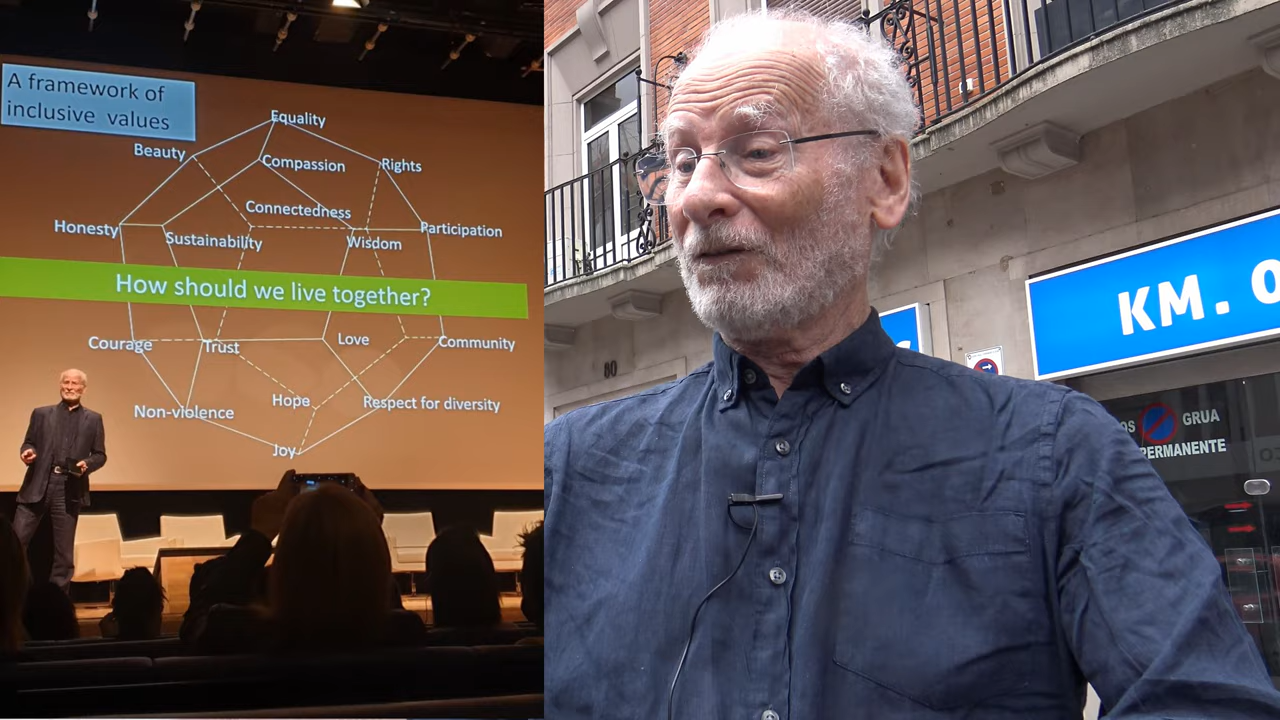 A framework of
inclusive values
Equality
Beauty
Compassion
Rights
Connectedness
Honesty
Sustainability
Wisdom
Participation
How should we live together?
Courage
Trust
Love
Community
Non-violence
Hope
Respect for diversity
Joy
80
KM. 0
GRUA
PERMANENTE